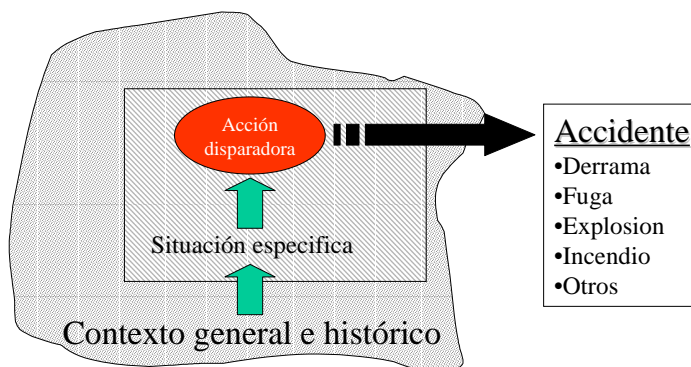 Acción
disparadora
Situación especifica
Contexto general e histórico
Accidente
•Derrama
•Fuga
•Explosion
•Incendio
•Otros